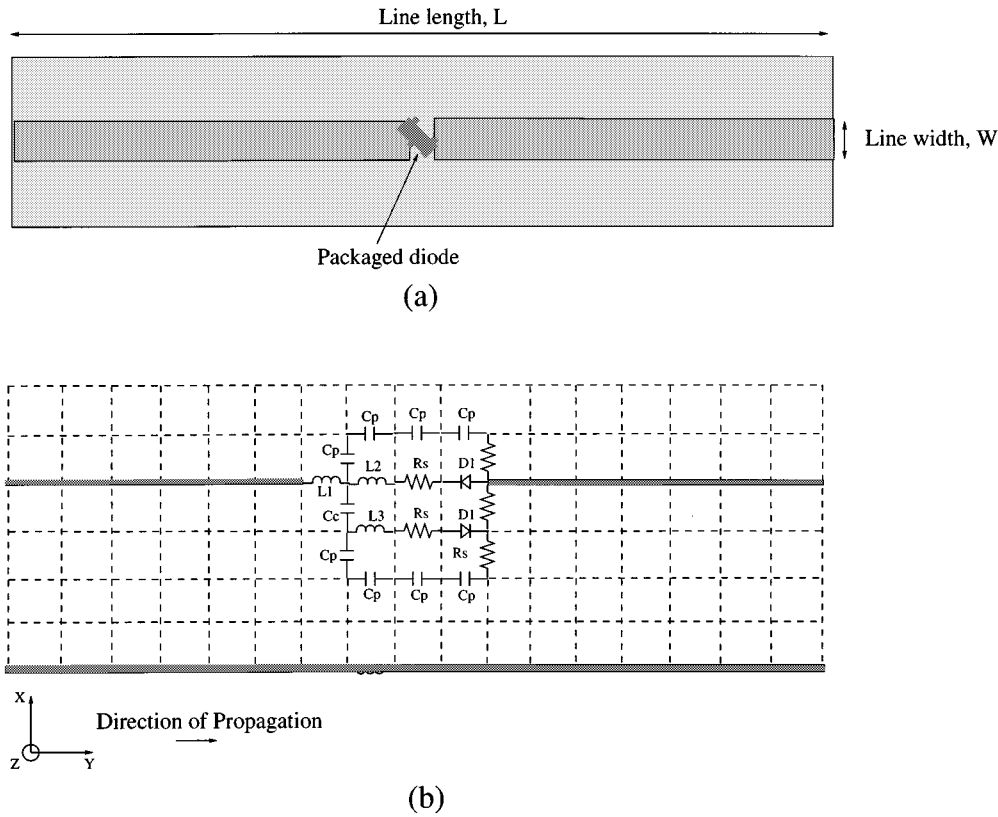 Line length, L
Line width, W
Packaged diode
(a)
Cp Cp Cp
Cp L2 Rs D1
L1
Cc L3 Rs D1
Cp Rs
Cp Cp Cp
X
Direction of Propagation
Z Y
(b)